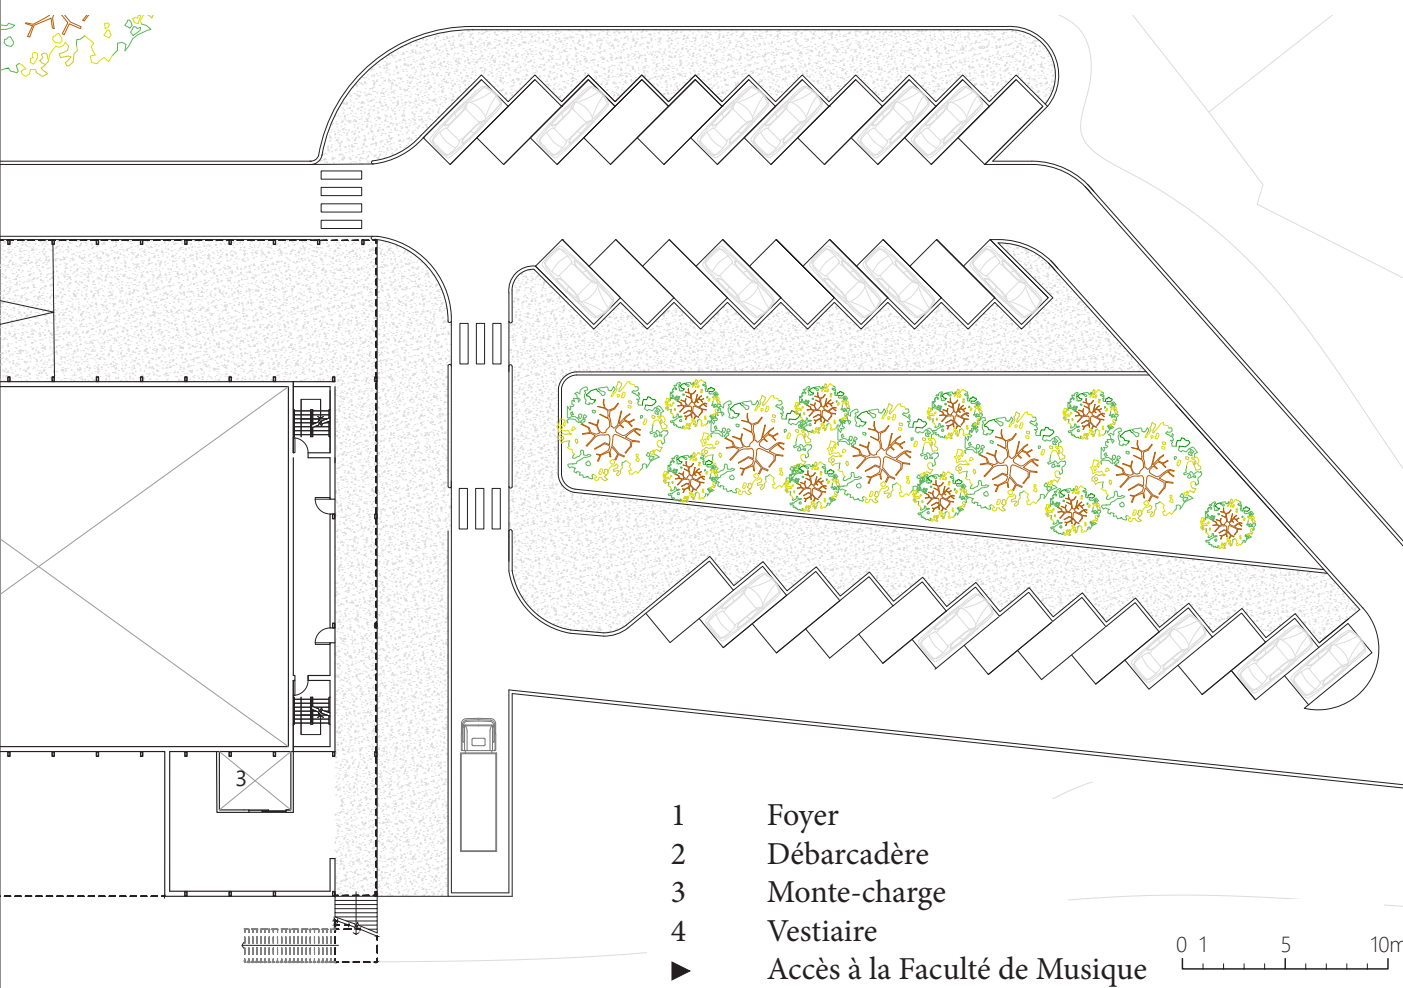 3
1 Foyer
2 Débarcadère
3 Monte-charge
4 Vestiaire
▶ Accès à la Faculté de Musique
0 1 5 10m